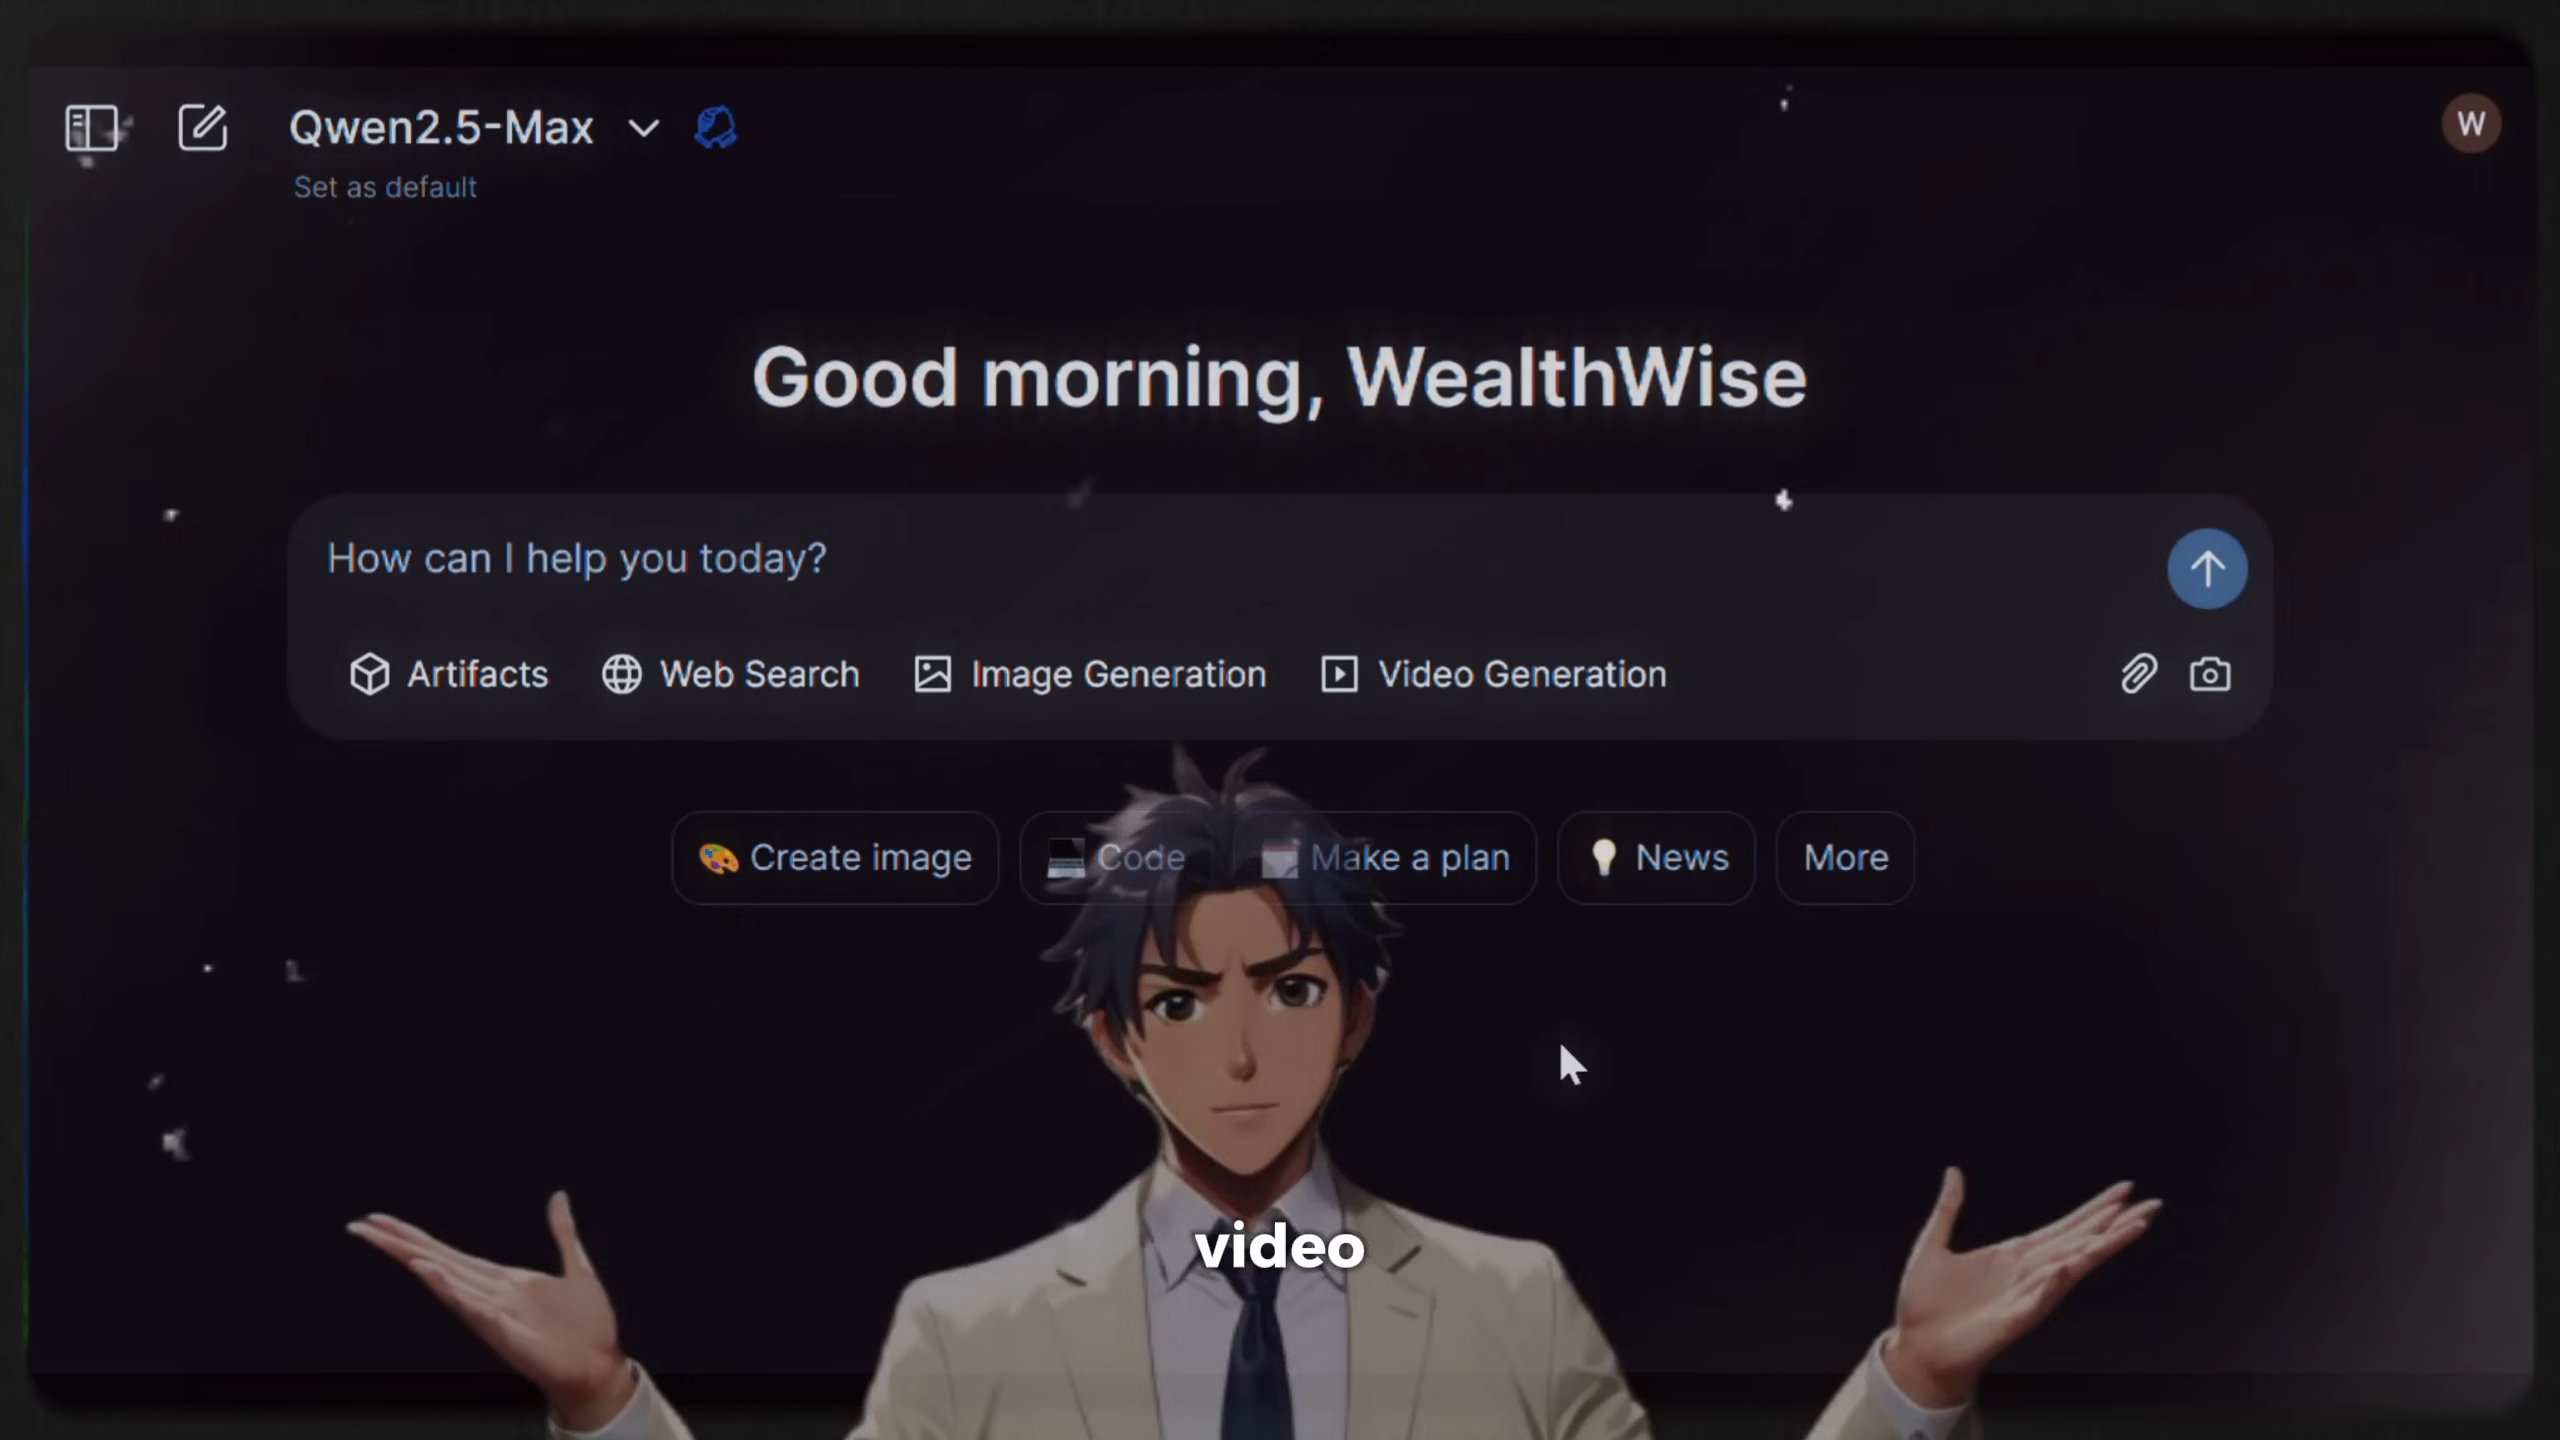 Qwen2.5-Max
W
Set as default
Good morning, WealthWise
How can I help you today?
Artifacts Web Search Image Generation Video Generation
Create image Code Make a plan News More
video